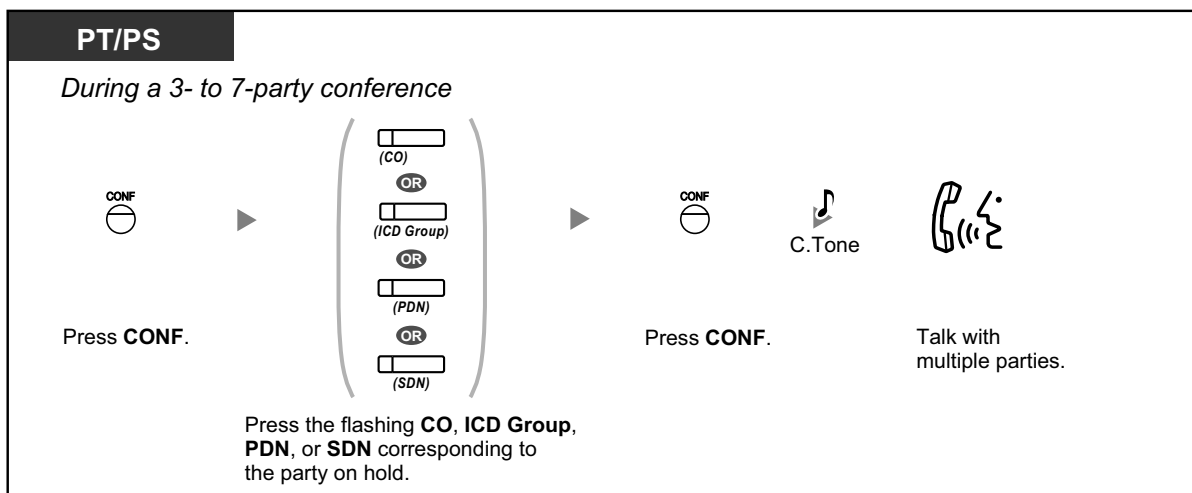 PT/PS
During a 3- to 7-party conference
CONF
(CO)
OR
(ICD Group)
OR
(PDN)
OR
(SDN)
CONF
C.Tone
Press CONF.
Press the flashing CO, ICD Group,
PDN, or SDN corresponding to
the party on hold.
Press CONF.
Talk with
multiple parties.